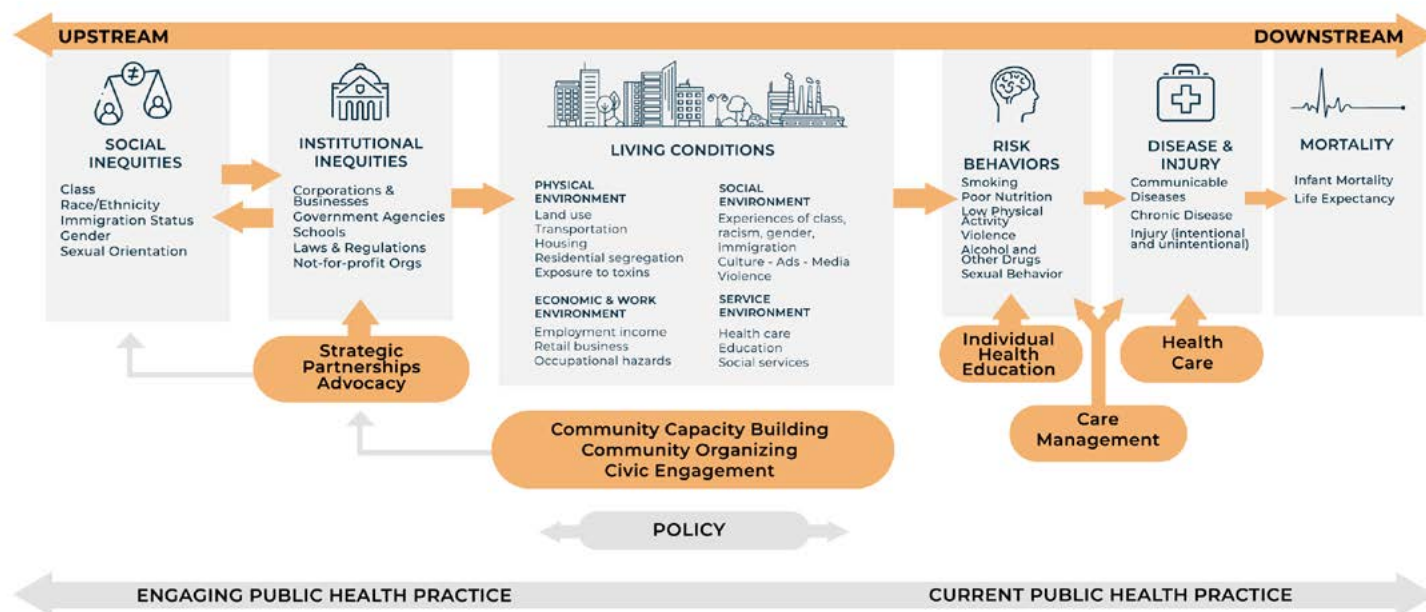 UPSTREAM
DOWNSTREAM
SOCIAL
INEQUITIES
Class
Race/Ethnicity
Immigration Status
Gender
Sexual Orientation
INSTITUTIONAL
INEQUITIES
Corporations &
Businesses
Government Agencies
Schools
Laws & Regulations
Not-for-profit Orgs
LIVING CONDITIONS
PHYSICAL
ENVIRONMENT
Land use
Transportation
Housing
Residential segregation
Exposure to toxins
ECONOMIC & WORK
ENVIRONMENT
Employment income
Retail business
Occupational hazards
SOCIAL
ENVIRONMENT
Experiences of class,
racism, gender,
immigration
Culture - Ads - Media
Violence
SERVICE
ENVIRONMENT
Health care
Education
Social services
RISK
BEHAVIORS
Smoking
Poor Nutrition
Low Physical
Activity
Violence
Alcohol and
Other Drugs
Sexual Behavior
DISEASE &
INJURY
Communicable
Diseases
Chronic Disease
Injury (intentional
and unintentional)
MORTALITY
Infant Mortality
Life Expectancy
Strategic
Partnerships
Advocacy
Individual
Health
Education
Health
Care
Care
Management
Community Capacity Building
Community Organizing
Civic Engagement
POLICY
ENGAGING PUBLIC HEALTH PRACTICE
CURRENT PUBLIC HEALTH PRACTICE